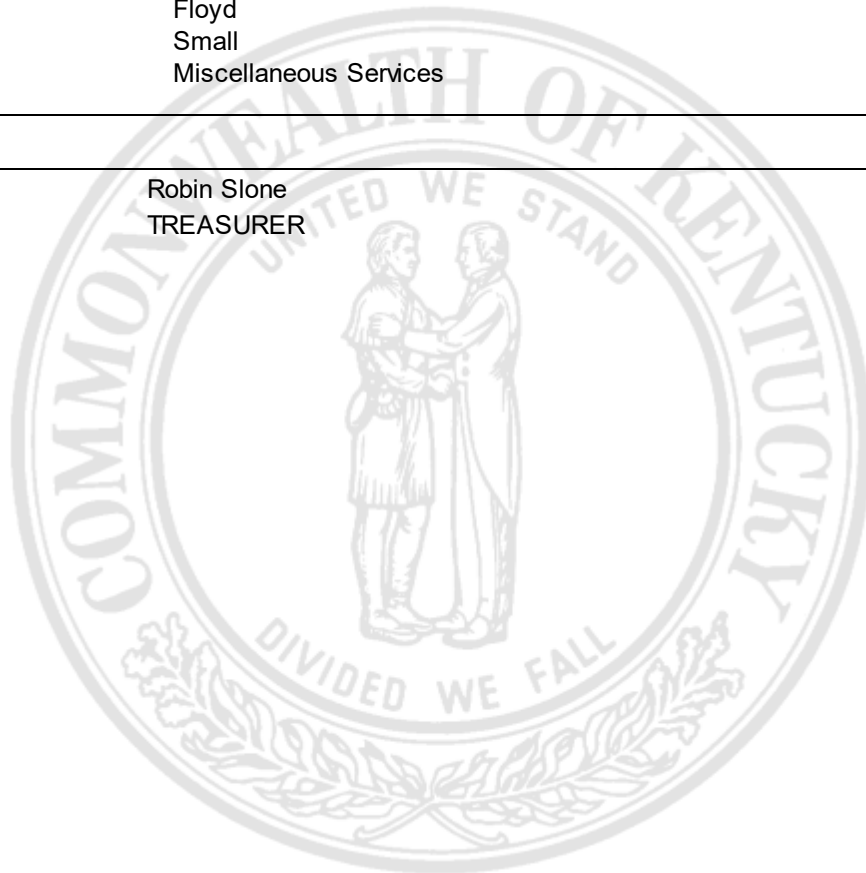 Floyd
Small
Miscellaneous Services
Robin Slone
TREASURER
COMMONWEALTH OF KENTUCKY
UNITED WE STAND
DIVIDED WE FALL